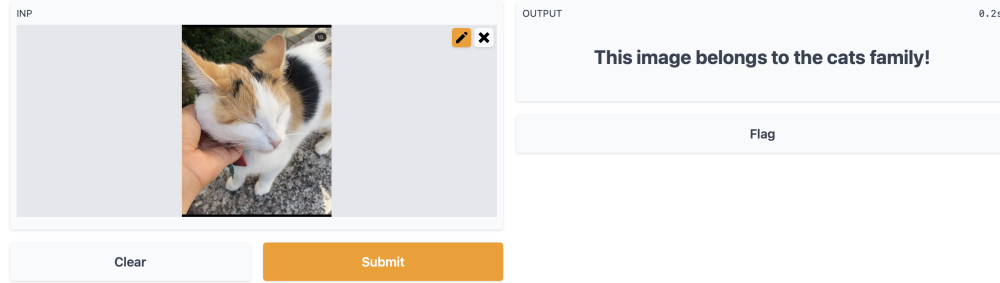 INP
OUTPUT
0.2s
This image belongs to the cats family!
Flag
Clear
Submit